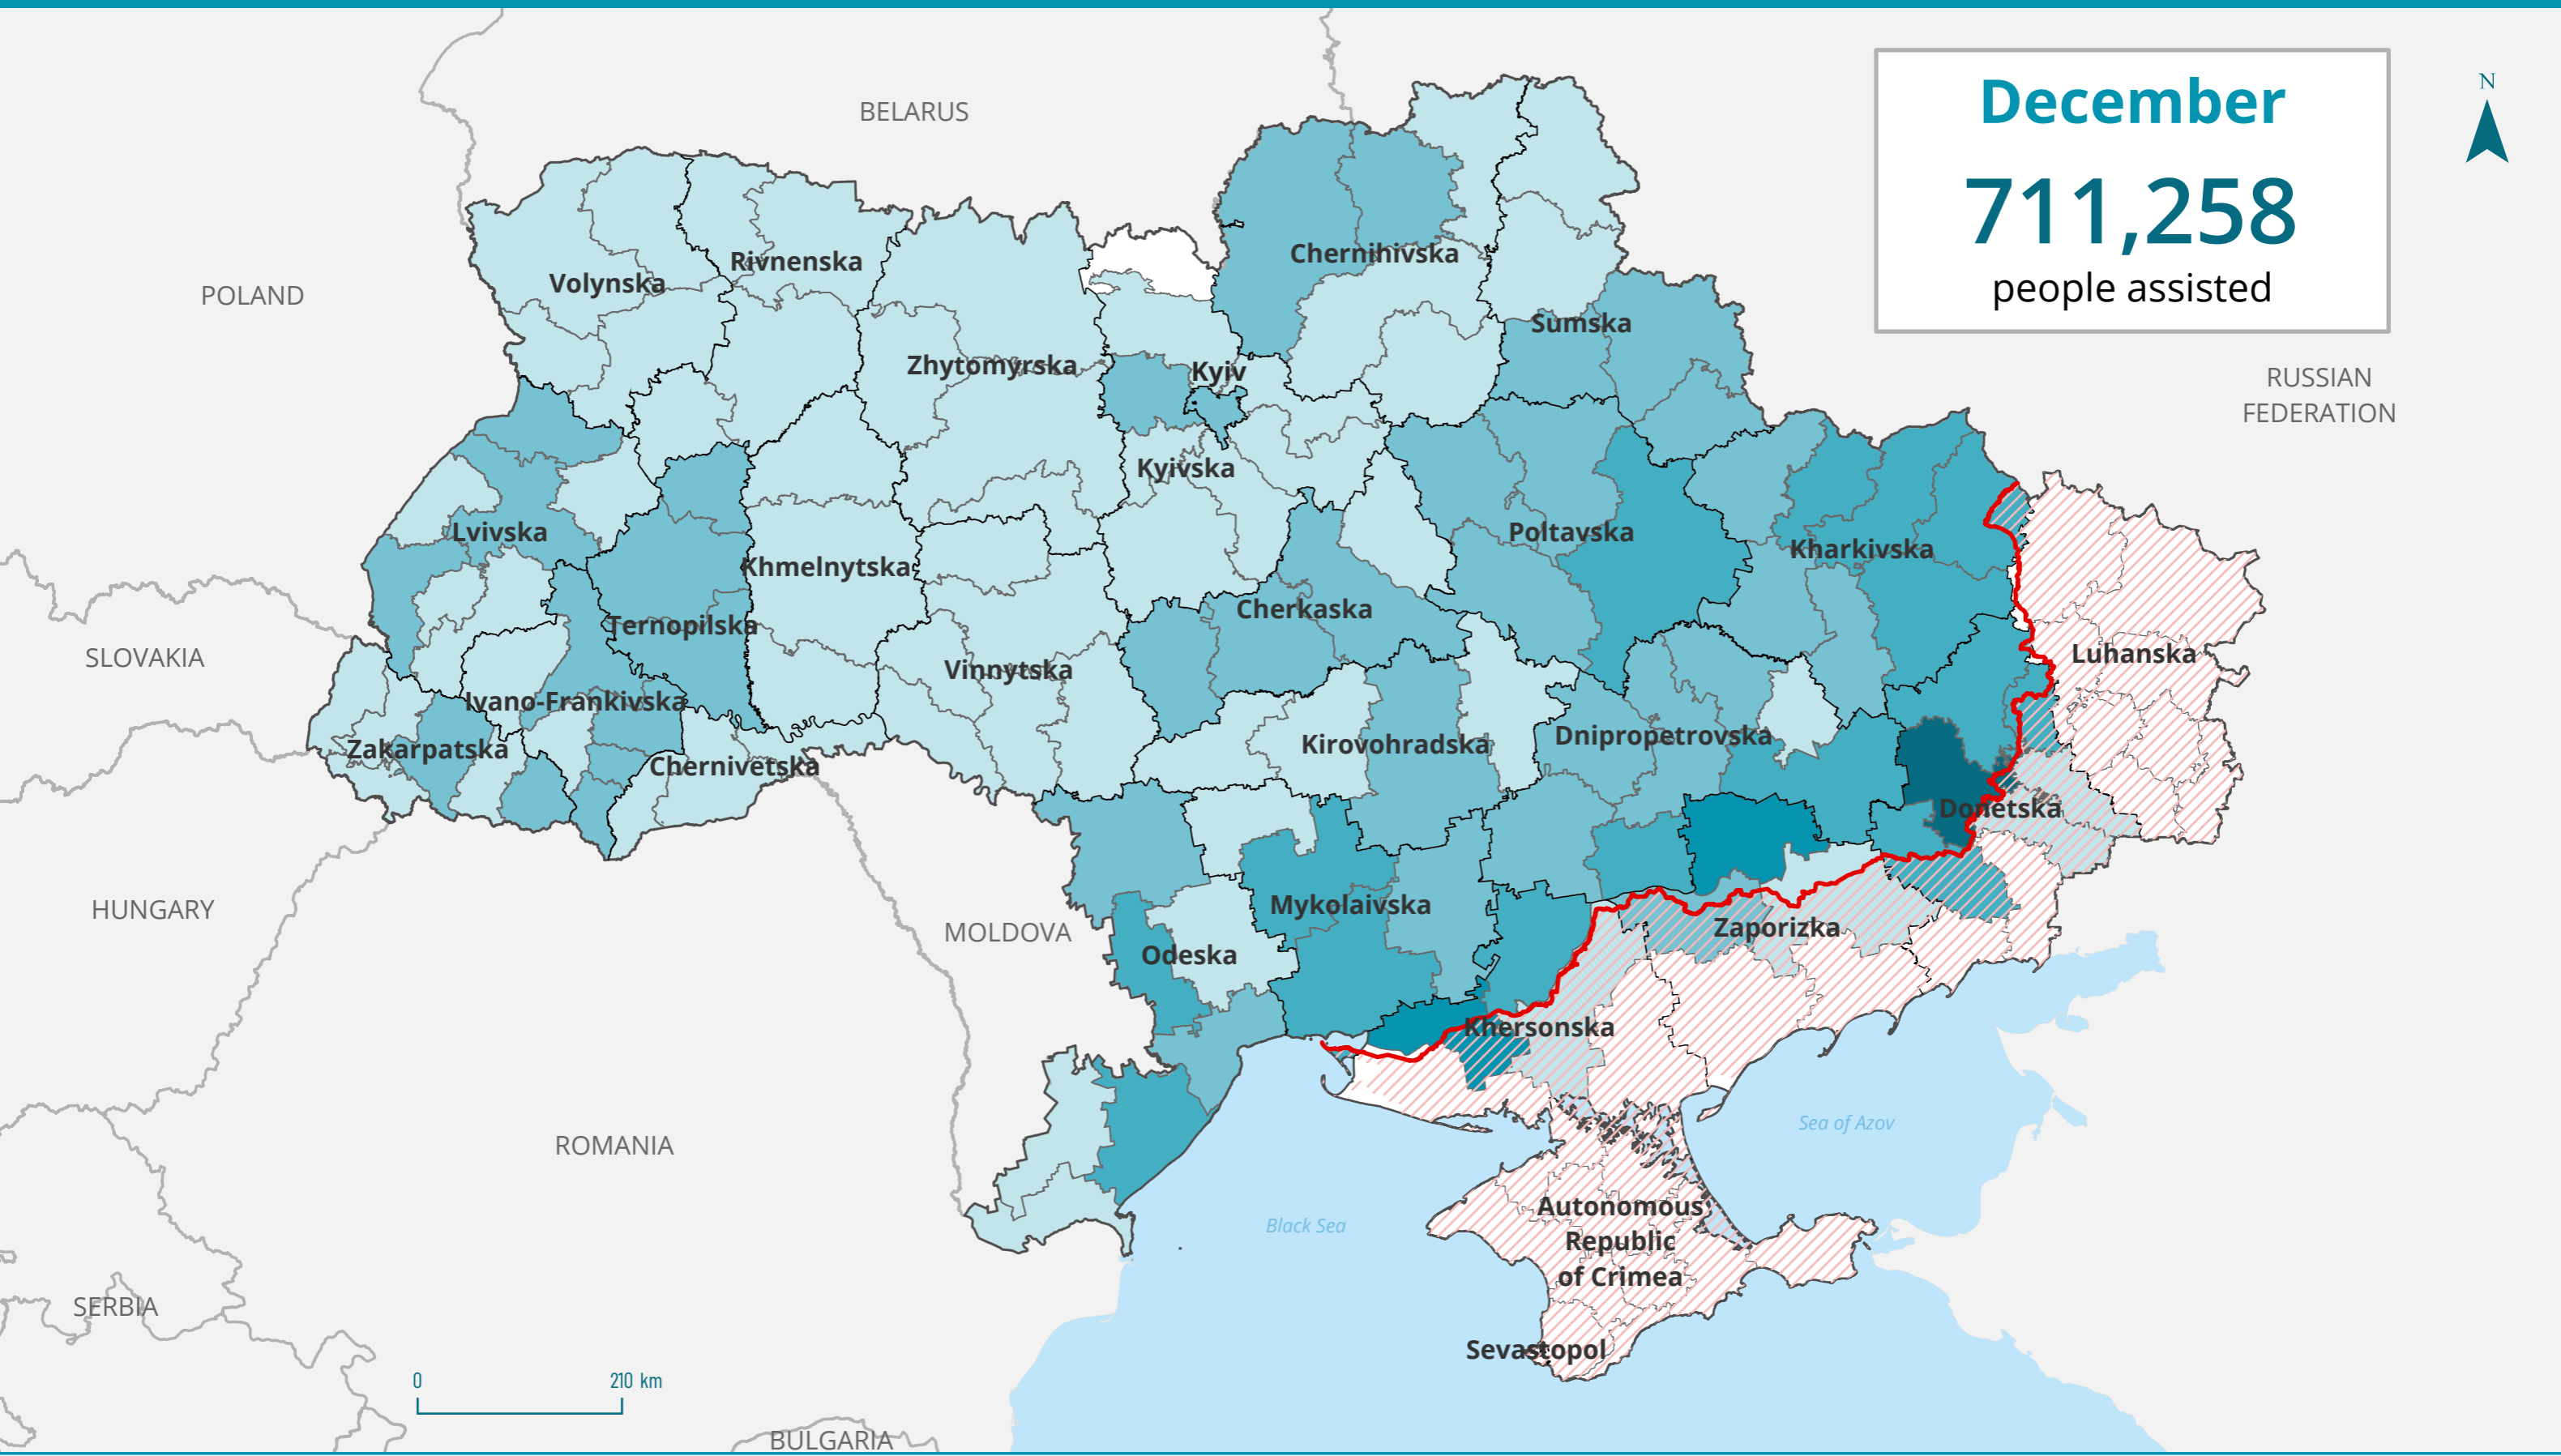 December
711,258
people assisted
N
BELARUS
POLAND
RUSSIAN
FEDERATION
SLOVAKIA
HUNGARY
MOLDOVA
ROMANIA
SERBIA
BULGARIA
Volynska
Rivnenska
Zhytomyrska
Kyiv
Kyivska
Chernihivska
Sumska
Lvivska
Khmelnytska
Ternopilska
Ivano-Frankivska
Zakarpatska
Chernivetska
Vinnytska
Cherkaska
Poltavska
Kharkivska
Luhanska
Kirovohradska
Dnipropetrovska
Donetska
Mykolaivska
Odeska
Zaporizka
Khersonska
Sea of Azov
Black Sea
Autonomous
Republic
of Crimea
Sevastopol
0 210 km